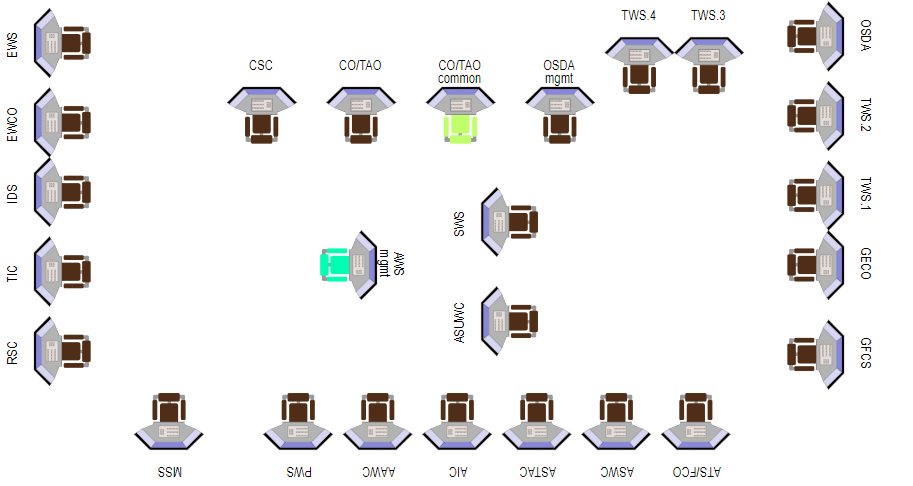 TWS.4
TWS.3
EWS
OSDA
CSC
CO/TAO
CO/TAO
common
OSDA
mgmt
EWCO
TWS.2
IDS
TWS.1
SWS
TIC
AWS
mgmt
GECO
ASUWC
RSC
GFCS
MSS
PWS
AAWC
AIC
ASTAC
ASWC
ATS/FCO